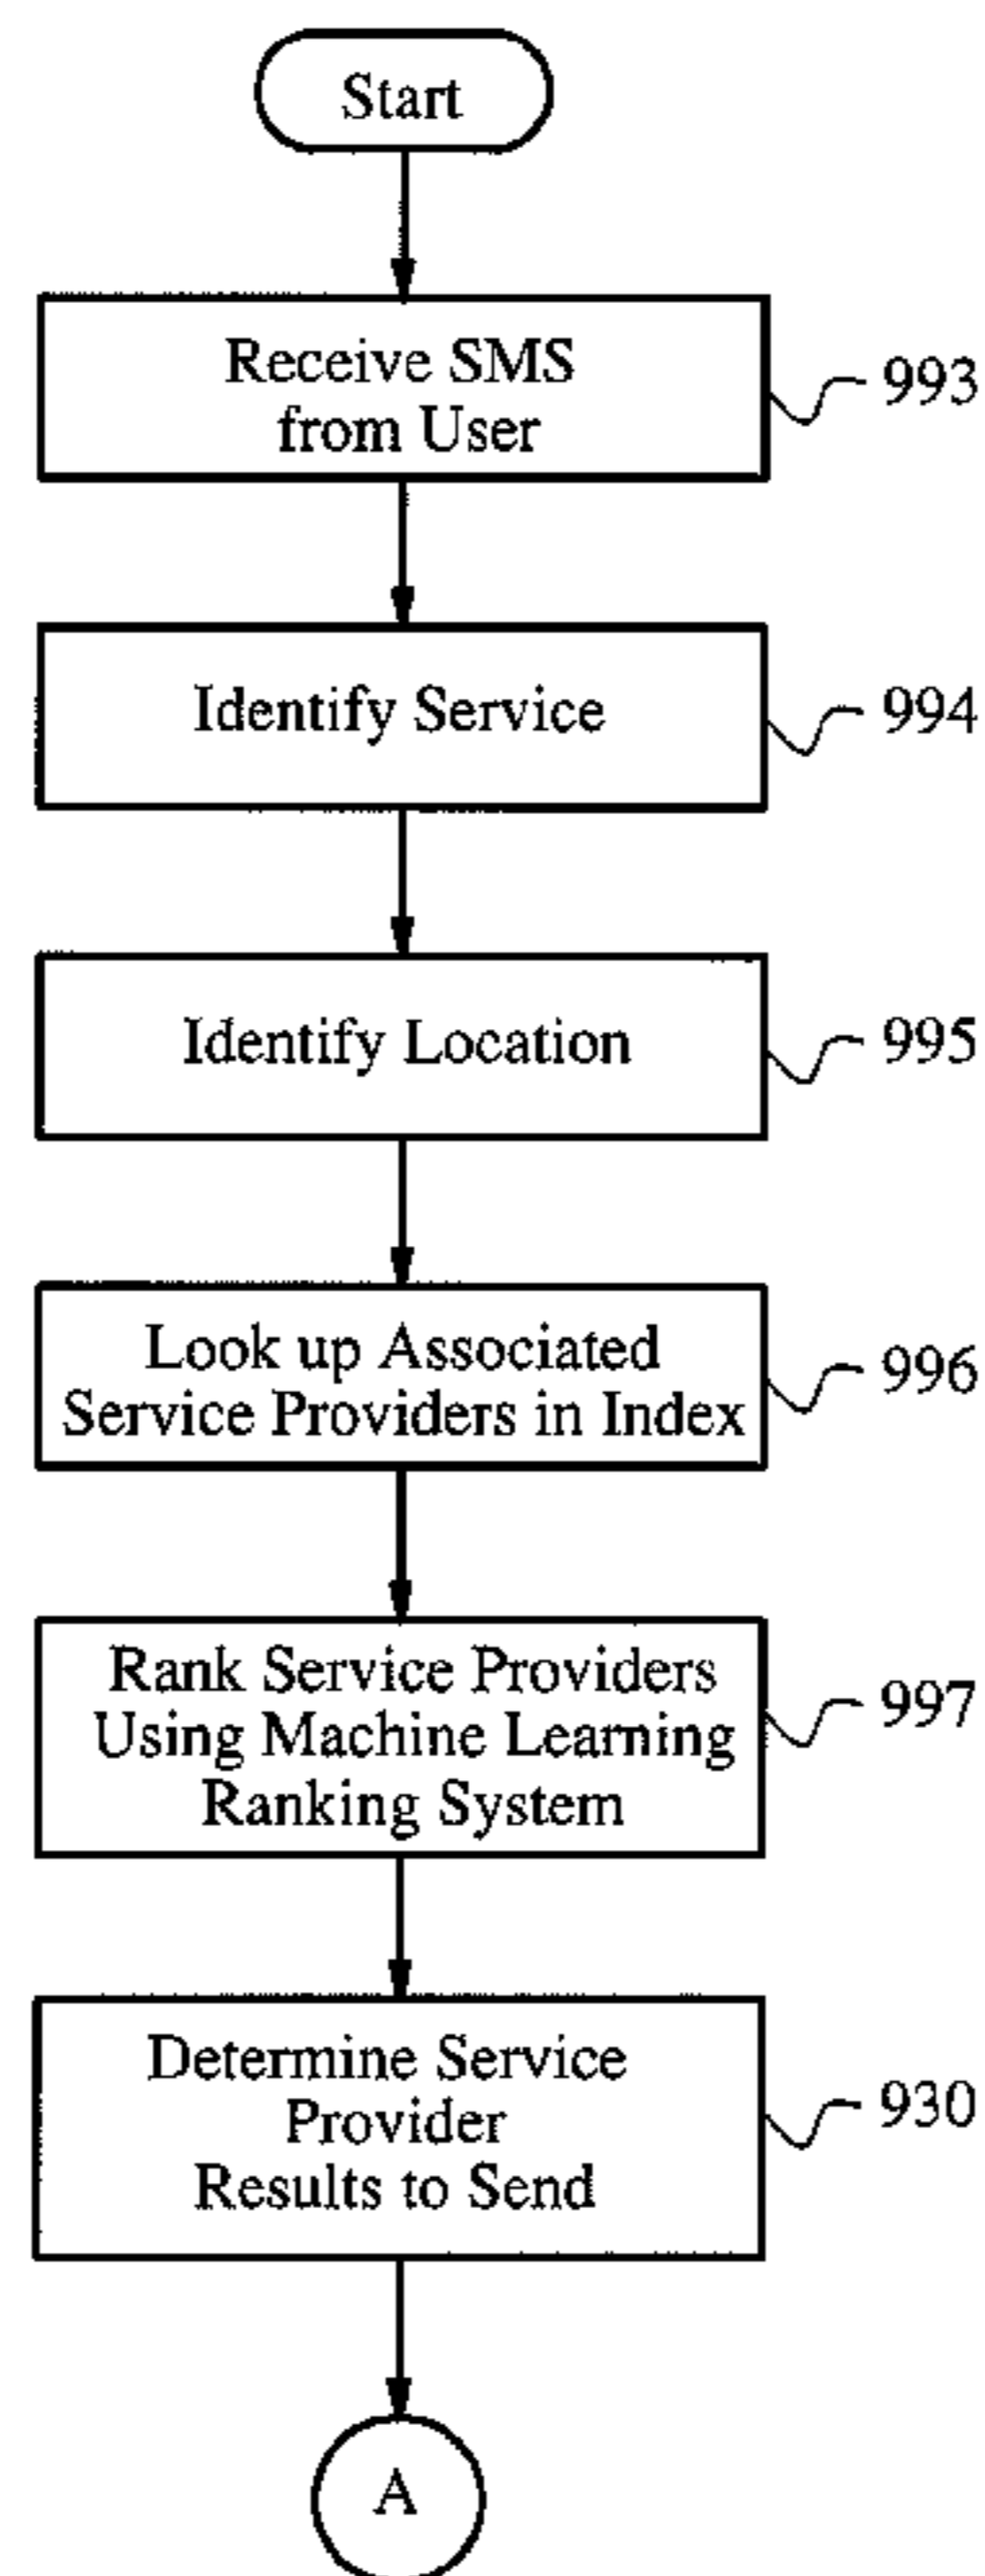 Start
Receive SMS
from User
993
Identify Service
994
Identify Location
995
Look up Associated
Service Providers in Index
996
Rank Service Providers
Using Machine Learning
Ranking System
997
Determine Service
Provider
Results to Send
930
A